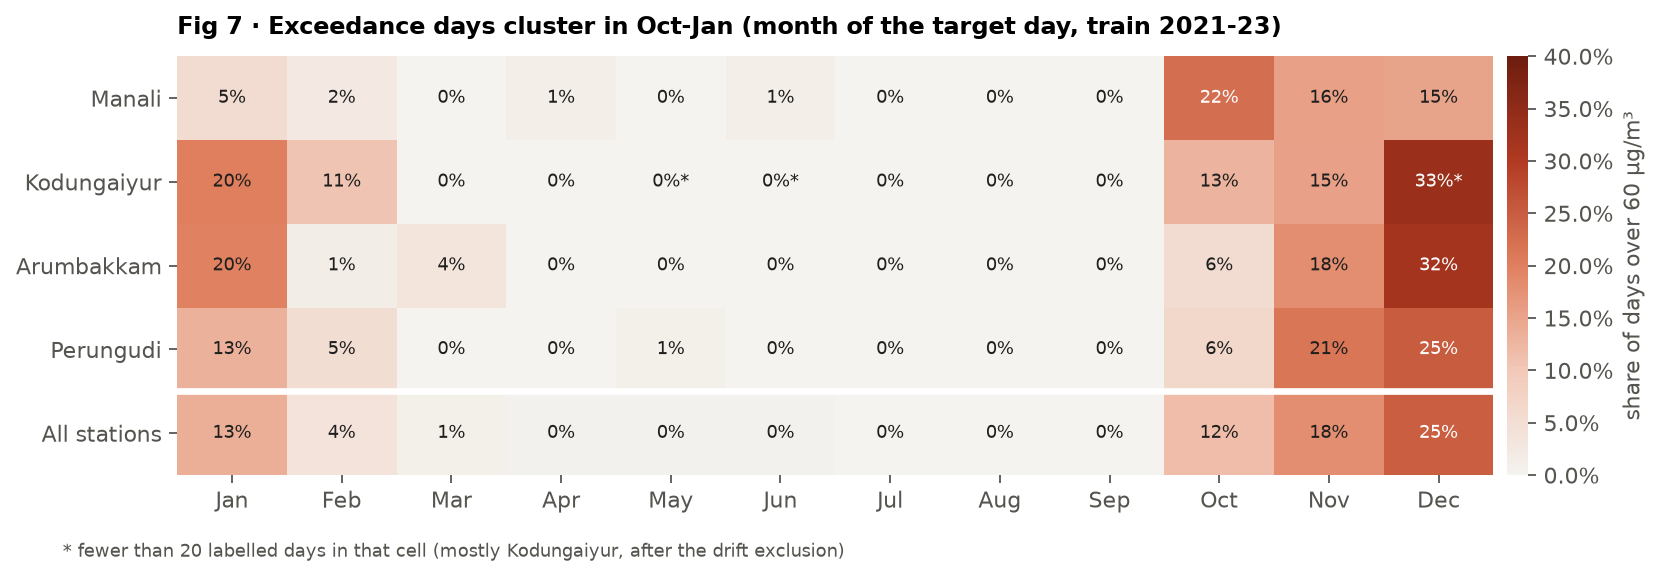 Fig 7 · Exceedance days cluster in Oct-Jan (month of the target day, train 2021-23)
Manali 5% 2% 0% 1% 0% 1% 0% 0% 0% 22% 16% 15%
Kodungaiyur 20% 11% 0% 0% 0%* 0%* 0% 0% 0% 13% 15% 33%*
Arumbakkam 20% 1% 4% 0% 0% 0% 0% 0% 0% 6% 18% 32%
Perungudi 13% 5% 0% 0% 1% 0% 0% 0% 0% 6% 21% 25%
All stations 13% 4% 1% 0% 0% 0% 0% 0% 0% 12% 18% 25%
Jan Feb Mar Apr May Jun Jul Aug Sep Oct Nov Dec
40.0%
35.0%
30.0%
25.0%
20.0%
15.0%
10.0%
5.0%
0.0%
share of days over 60 µg/m³
* fewer than 20 labelled days in that cell (mostly Kodungaiyur, after the drift exclusion)